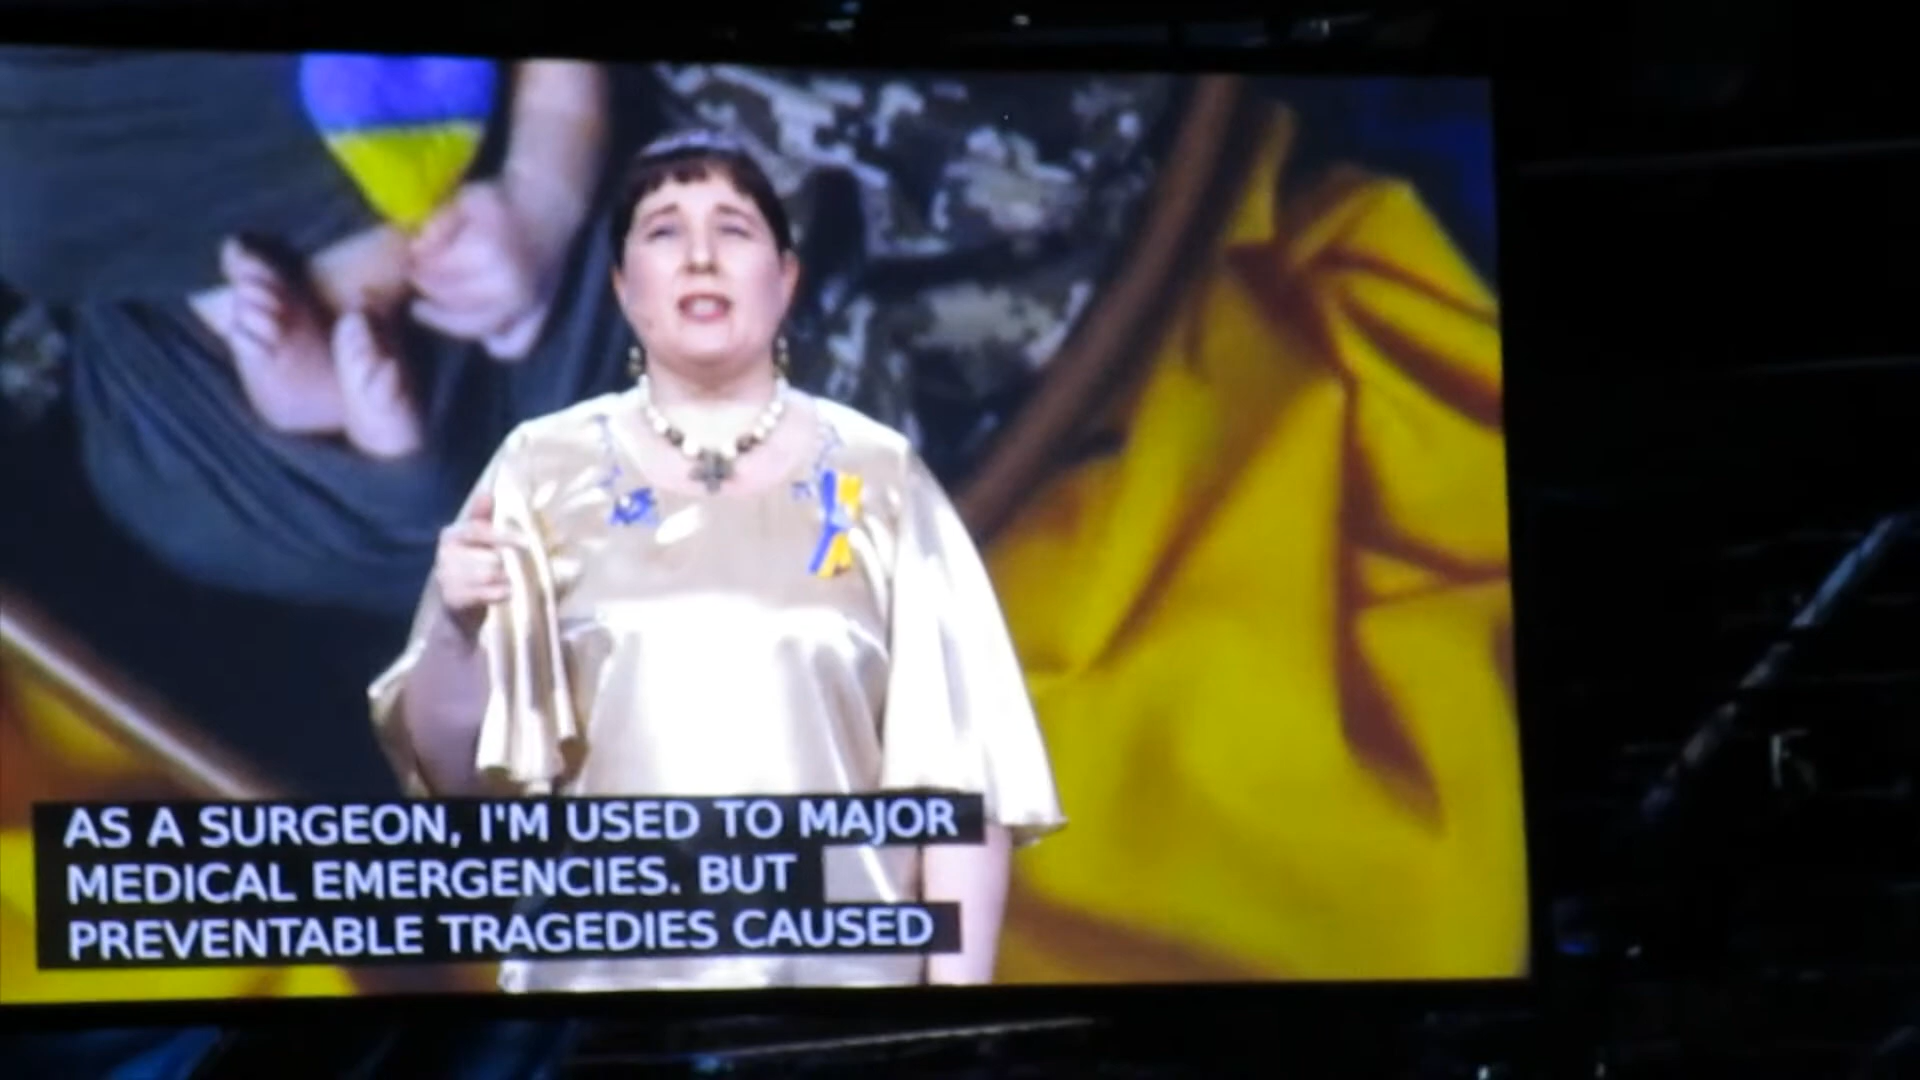 AS A SURGEON, I'M USED TO MAJOR
MEDICAL EMERGENCIES. BUT
PREVENTABLE TRAGEDIES CAUSED